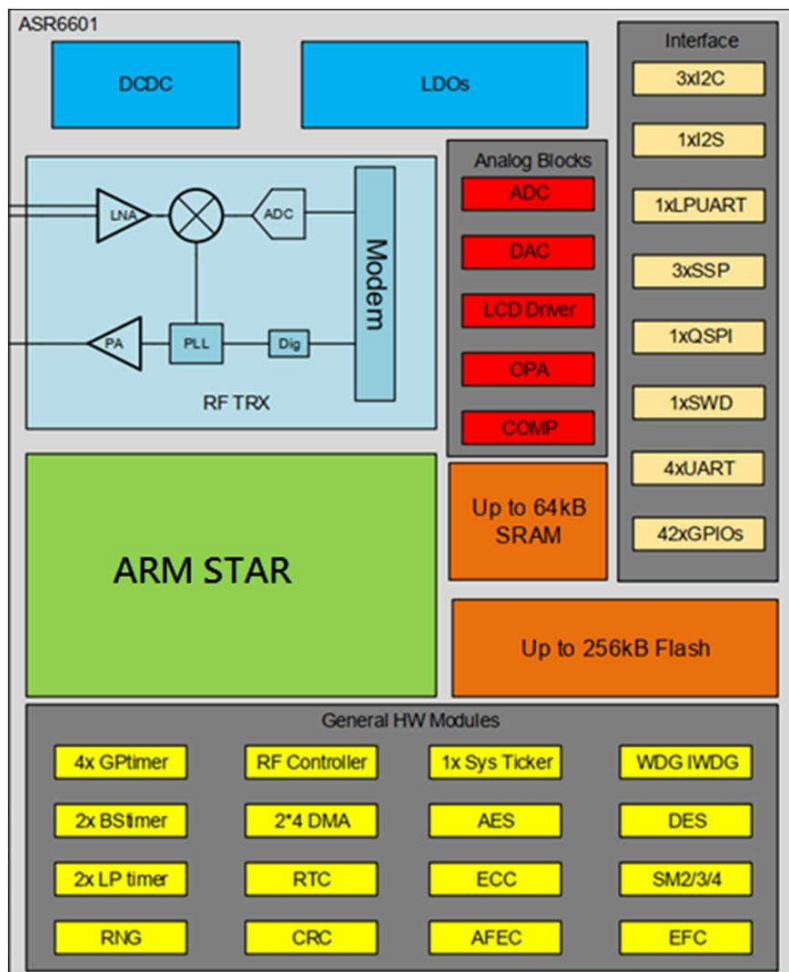 ASR6601
DCDC
LDOs
Interface
3xI2C
1xI2S
1xLPUART
3xSSP
1xQSPI
1xSWD
4xUART
42xGPIOs
Analog Blocks
ADC
DAC
LCD Driver
OPA
COMP
LNA
ADC
Modem
PA
PLL
Dig
RF TRX
ARM STAR
Up to 64kB
SRAM
Up to 256kB Flash
General HW Modules
4x GPtimer
RF Controller
1x Sys Ticker
WDG IWDG
2x BStimer
2*4 DMA
AES
DES
2x LP timer
RTC
ECC
SM2/3/4
RNG
CRC
AFEC
EFC